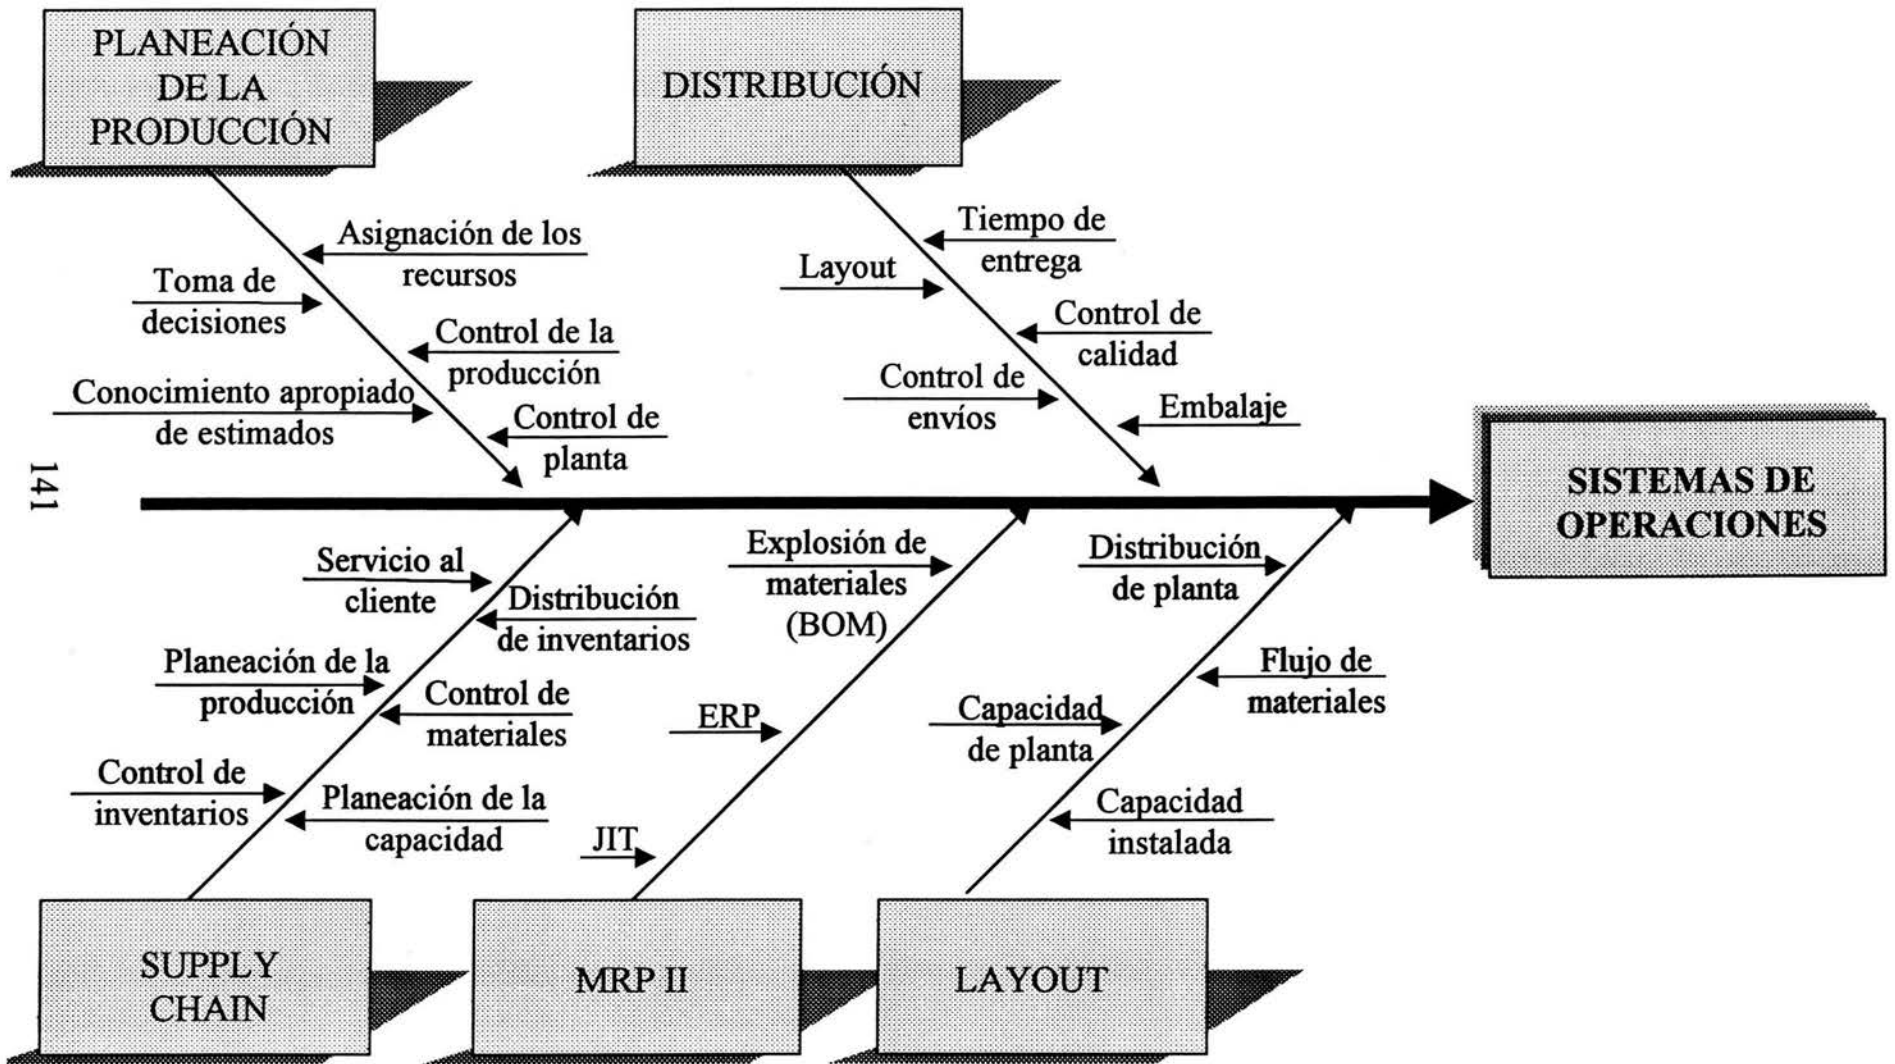 PLANEACIÓN
DE LA
PRODUCCIÓN
DISTRIBUCIÓN
Asignación de los
recursos
Toma de
decisiones
Control de la
producción
Conocimiento apropiado
de estimados
Control de
planta
Tiempo de
entrega
Layout
Control de
calidad
Control de
envíos
Embalaje
141
SISTEMAS DE
OPERACIONES
Servicio al
cliente
Distribución
de inventarios
Planeación de la
producción
Control de
materiales
Control de
inventarios
Planeación de la
capacidad
Explosión de
materiales
(BOM)
ERP
JIT
Distribución
de planta
Flujo de
materiales
Capacidad
de planta
Capacidad
instalada
SUPPLY
CHAIN
MRP II
LAYOUT